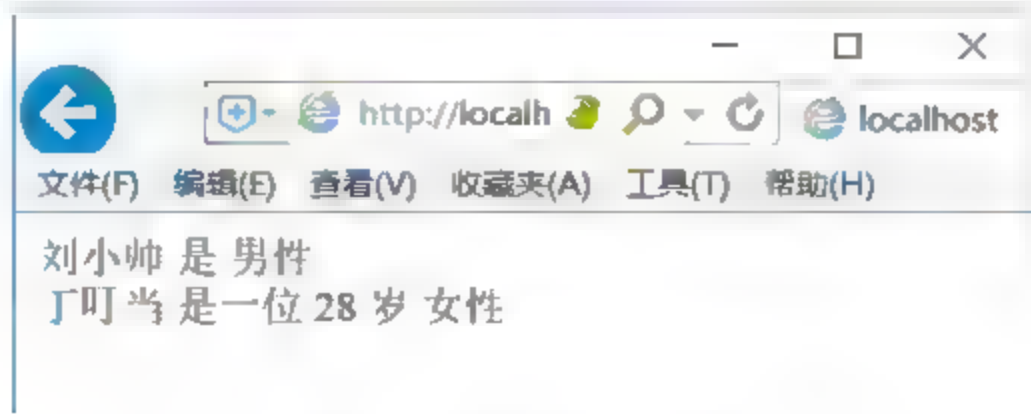 http://localh
localhost
文件(F) 编辑(E) 查看(V) 收藏夹(A) 工具(T) 帮助(H)
刘小帅 是 男性
丁叮当 是一位 28 岁 女性